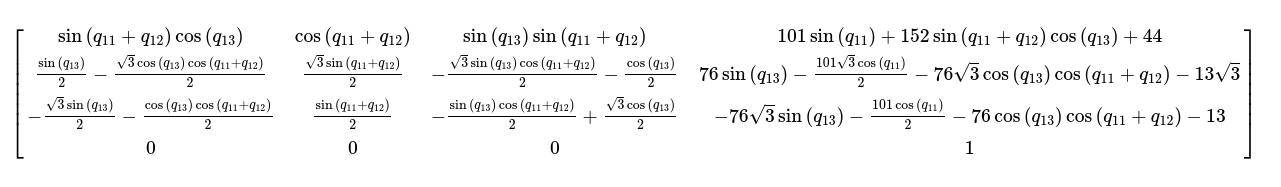 sin (q₁₁ + q₁₂) cos (q₁₃) cos (q₁₁ + q₁₂) sin (q₁₃) sin (q₁₁ + q₁₂) 101 sin (q₁₁) + 152 sin (q₁₁ + q₁₂) cos (q₁₃) + 44
sin (q₁₃)/2 − √3 cos (q₁₃) cos (q₁₁+q₁₂)/2 √3 sin (q₁₁+q₁₂)/2 − √3 sin (q₁₃) cos (q₁₁+q₁₂)/2 − cos (q₁₃)/2 76 sin (q₁₃) − 101√3 cos (q₁₁)/2 − 76√3 cos (q₁₃) cos (q₁₁ + q₁₂) − 13√3
− √3 sin (q₁₃)/2 − cos (q₁₃) cos (q₁₁+q₁₂)/2 sin (q₁₁+q₁₂)/2 − sin (q₁₃) cos (q₁₁+q₁₂)/2 + √3 cos (q₁₃)/2 −76√3 sin (q₁₃) − 101 cos (q₁₁)/2 − 76 cos (q₁₃) cos (q₁₁ + q₁₂) − 13
0 0 0 1